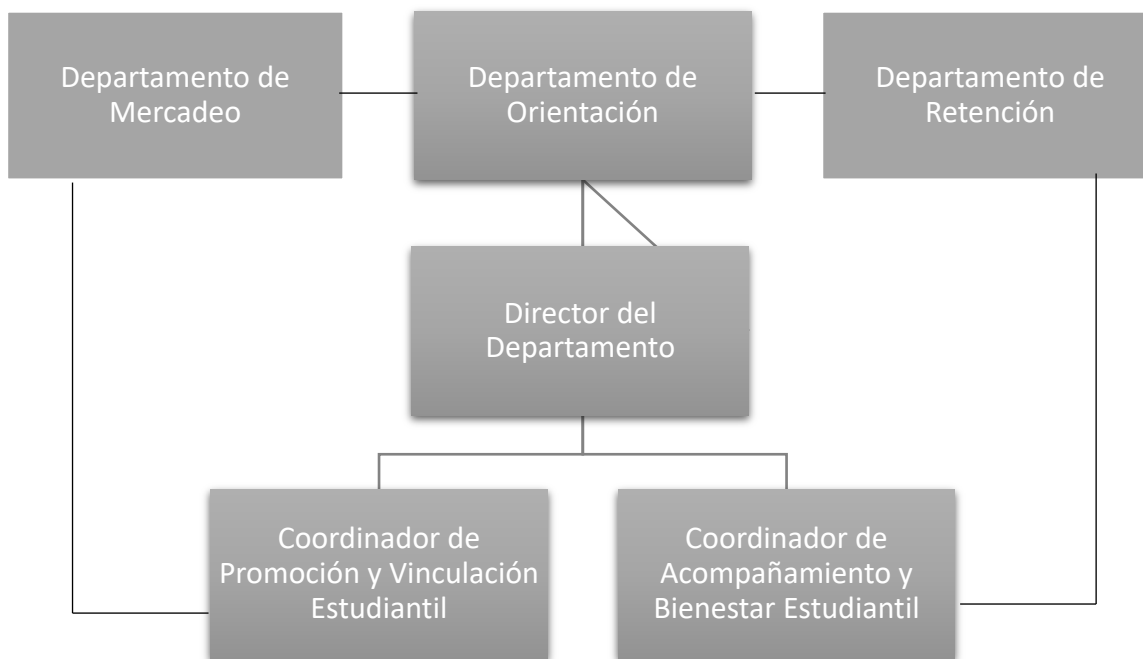 Departamento de
Mercadeo
Departamento de
Orientación
Departamento de
Retención
Director del
Departamento
Coordinador de
Promoción y Vinculación
Estudiantil
Coordinador de
Acompañamiento y
Bienestar Estudiantil